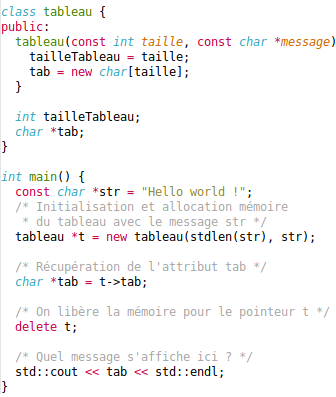 class tableau {
public:
  tableau(const int taille, const char *message)
    tailleTableau = taille;
    tab = new char[taille];
  }

  int tailleTableau;
  char *tab;
}

int main() {
  const char *str = "Hello world !";
  /* Initialisation et allocation mémoire
   * du tableau avec le message str */
  tableau *t = new tableau(stdlen(str), str);

  /* Récupération de l'attribut tab */
  char *tab = t->tab;

  /* On libère la mémoire pour le pointeur t */
  delete t;

  /* Quel message s'affiche ici ? */
  std::cout << tab << std::endl;
}